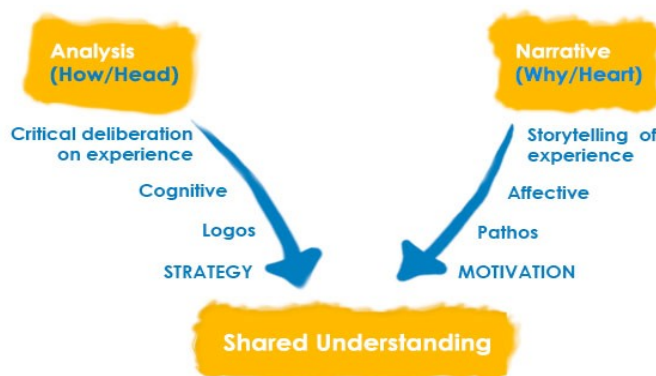 Analysis
(How/Head)
Critical deliberation
on experience
Cognitive
Logos
STRATEGY
Narrative
(Why/Heart)
Storytelling of
experience
Affective
Pathos
MOTIVATION
Shared Understanding